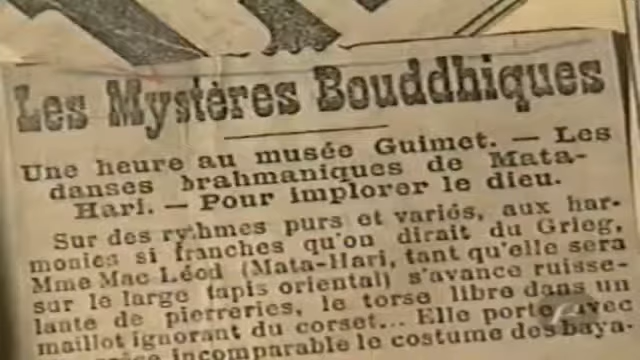 Les Mystères Bouddhiques
Une heure au musée Guimet. — Les
danses brahmaniques de Mata-
Hari. — Pour implorer le dieu.
Sur des rythmes purs et variés, aux har-
monies si franches qu'on dirait du Grieg,
Mme Mac Léod (Mata-Hari, tant qu'elle sera
sur le large tapis oriental) s'avance ruisse-
lante de pierreries, le torse libre dans un
maillot ignorant du corset... Elle porte avec
incomparable le costume des baya-